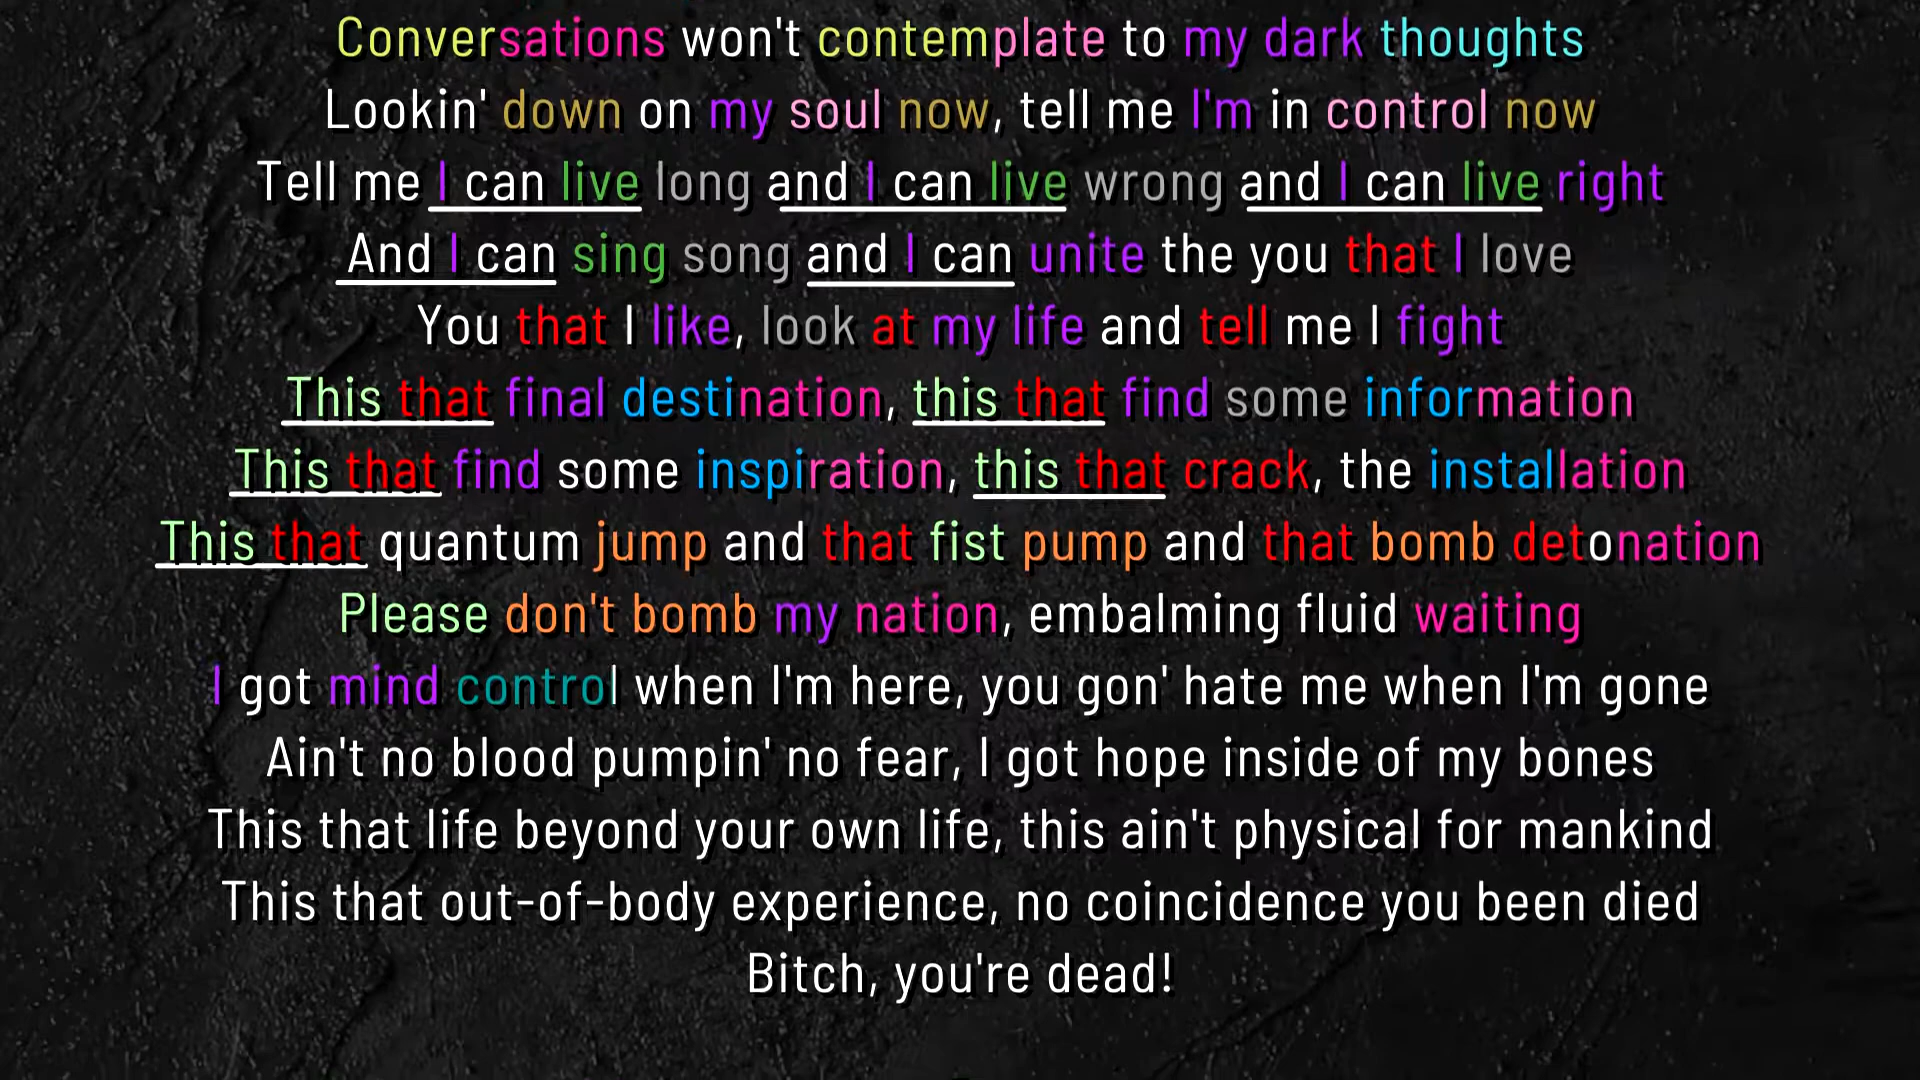 Conversations won't contemplate to my dark thoughts
Lookin' down on my soul now, tell me I'm in control now
Tell me I can live long and I can live wrong and I can live right
And I can sing song and I can unite the you that I love
You that I like, look at my life and tell me I fight
This that final destination, this that find some information
This that find some inspiration, this that crack, the installation
This that quantum jump and that fist pump and that bomb detonation
Please don't bomb my nation, embalming fluid waiting
I got mind control when I'm here, you gon' hate me when I'm gone
Ain't no blood pumpin' no fear, I got hope inside of my bones
This that life beyond your own life, this ain't physical for mankind
This that out-of-body experience, no coincidence you been died
Bitch, you're dead!